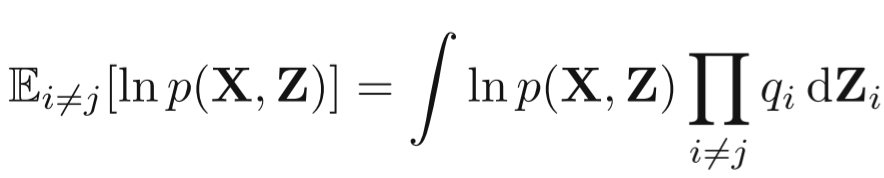 𝔼_{i≠j}[ln p(𝐗, 𝐙)] = ∫ ln p(𝐗, 𝐙) ∏_{i≠j} q_i d𝐙_i